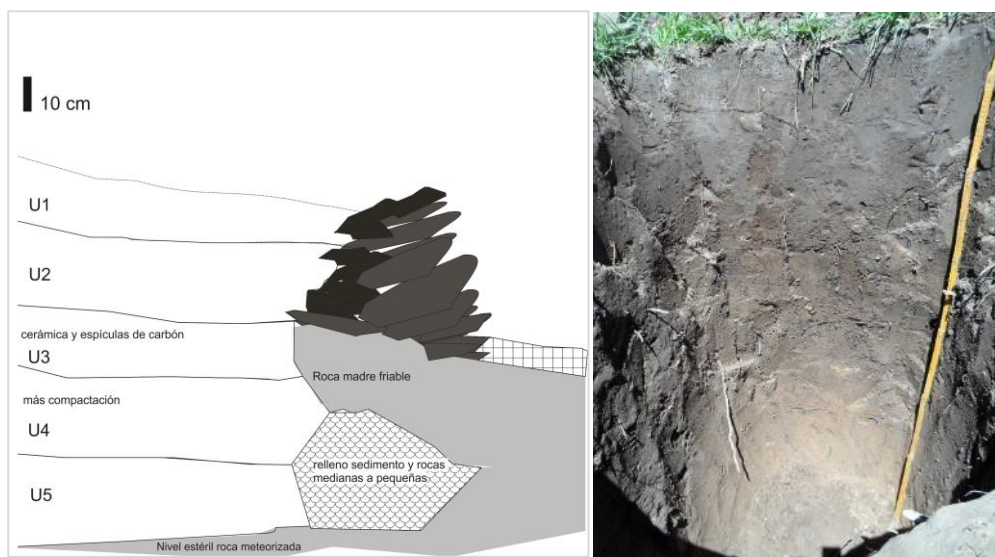 10 cm
U1
U2
cerámica y espículas de carbón
U3
Roca madre friable
más compactación
U4
relleno sedimento y rocas
medianas a pequeñas
U5
Nivel estéril roca meteorizada